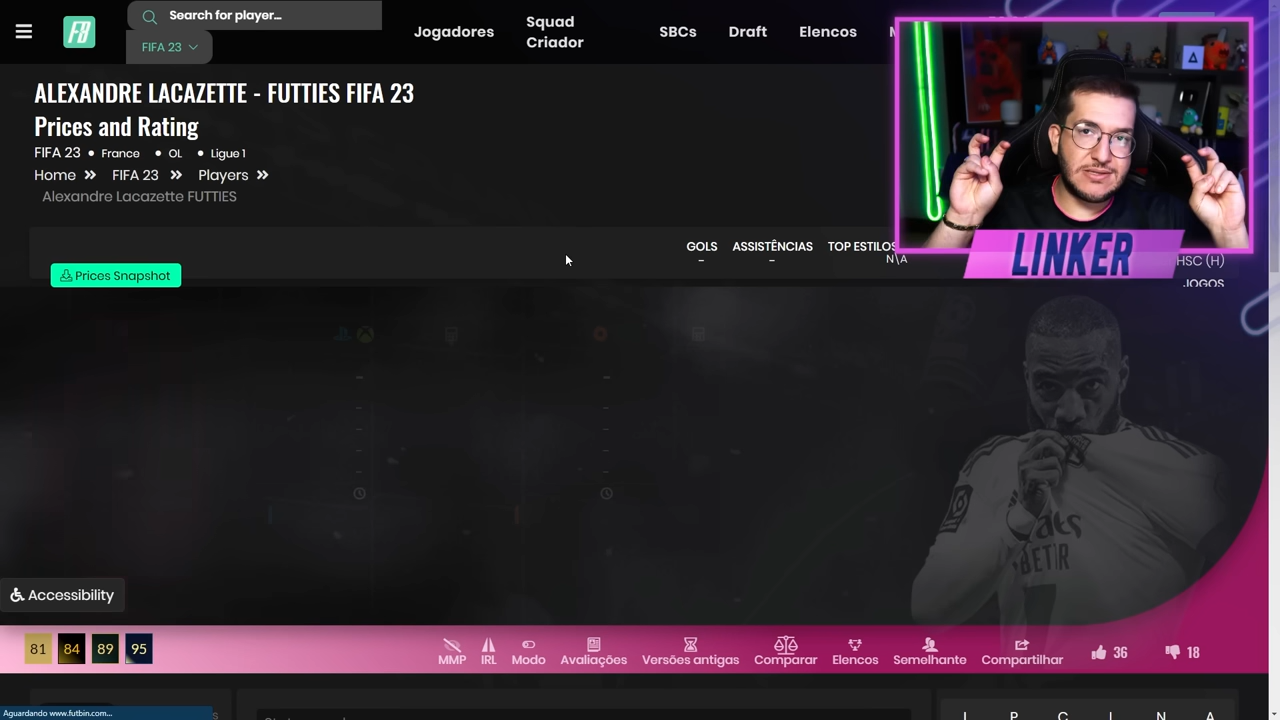 Search for player...
FIFA 23
Jogadores
Squad
Criador
SBCs
Draft
Elencos
ALEXANDRE LACAZETTE - FUTTIES FIFA 23
Prices and Rating
FIFA 23 • France • OL • Ligue 1
Home » FIFA 23 » Players »
Alexandre Lacazette FUTTIES
GOLS ASSISTÊNCIAS TOP ESTILOS
- - N\A
HSC (H)
JOGOS
LINKER
Prices Snapshot
Accessibility
81 84 89 95
MMP IRL Modo Avaliações Versões antigas Comparar Elencos Semelhante Compartilhar 36 18
Aguardando www.futbin.com...